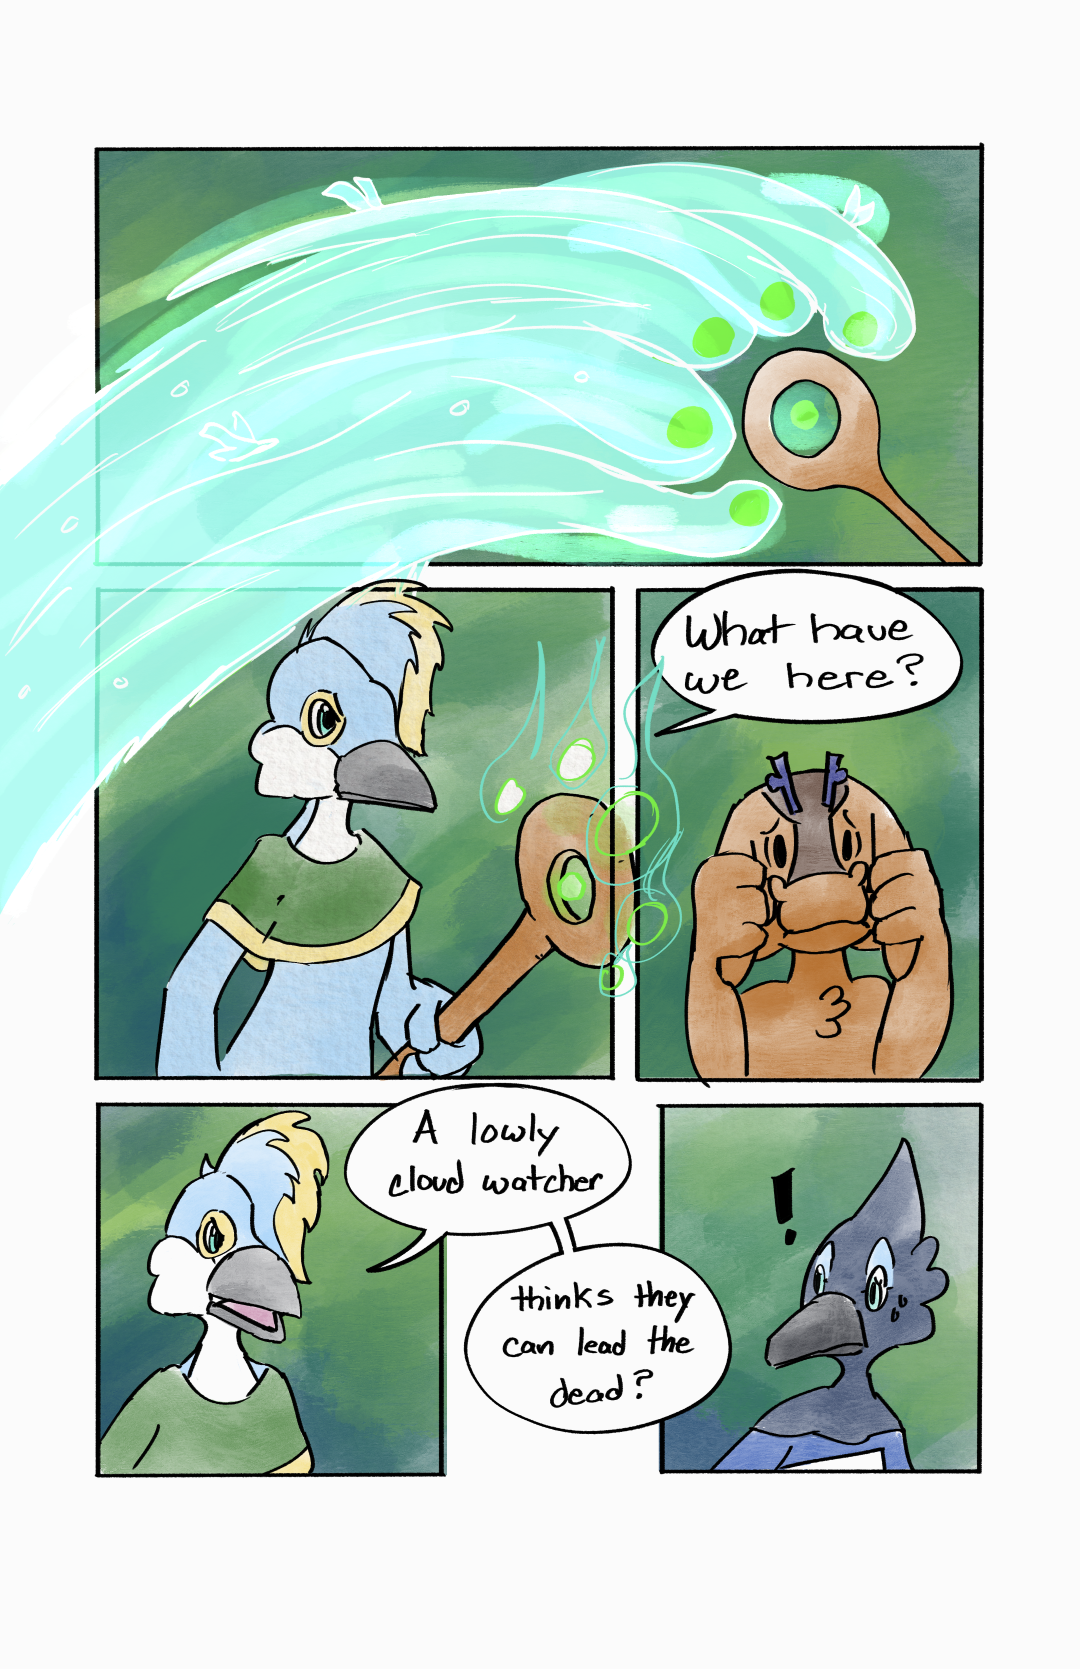 What have
we here?
A lowly
cloud watcher
thinks they
can lead the
dead?
!